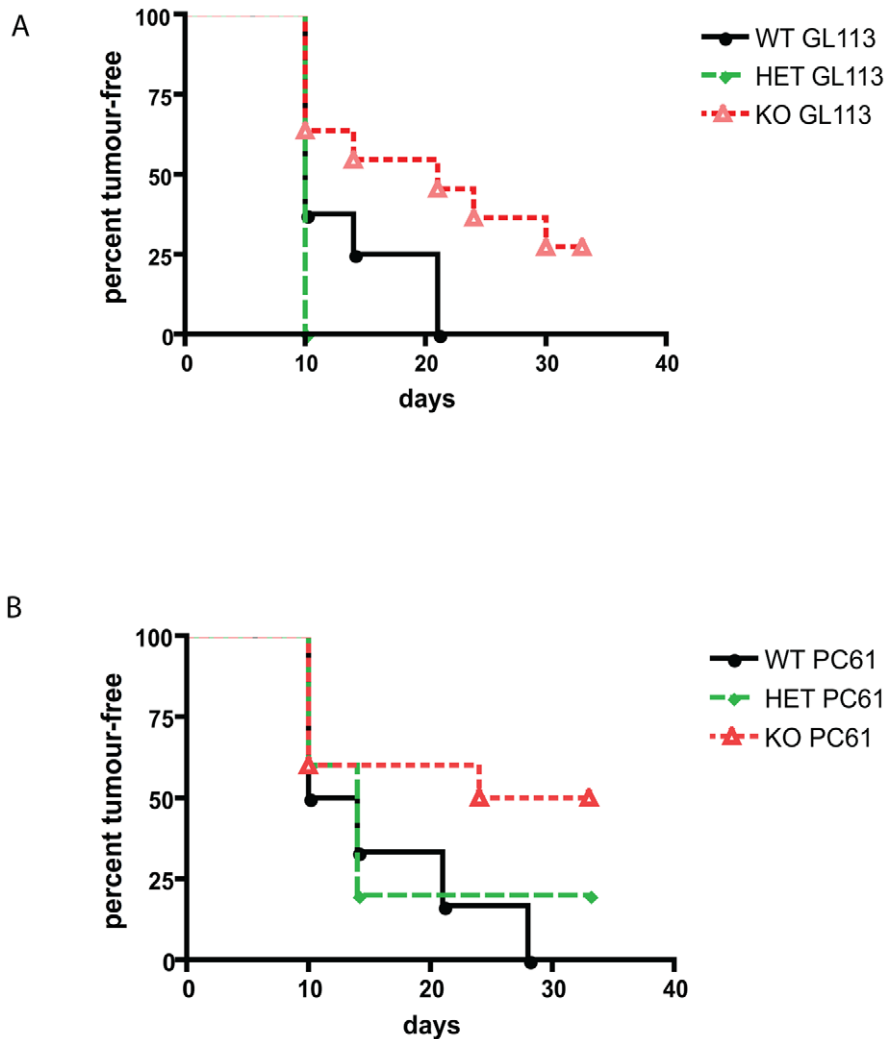 A
percent tumour-free
100
75
50
25
0
0 10 20 30 40
days
WT GL113
HET GL113
KO GL113
B
percent tumour-free
100
75
50
25
0
0 10 20 30 40
days
WT PC61
HET PC61
KO PC61